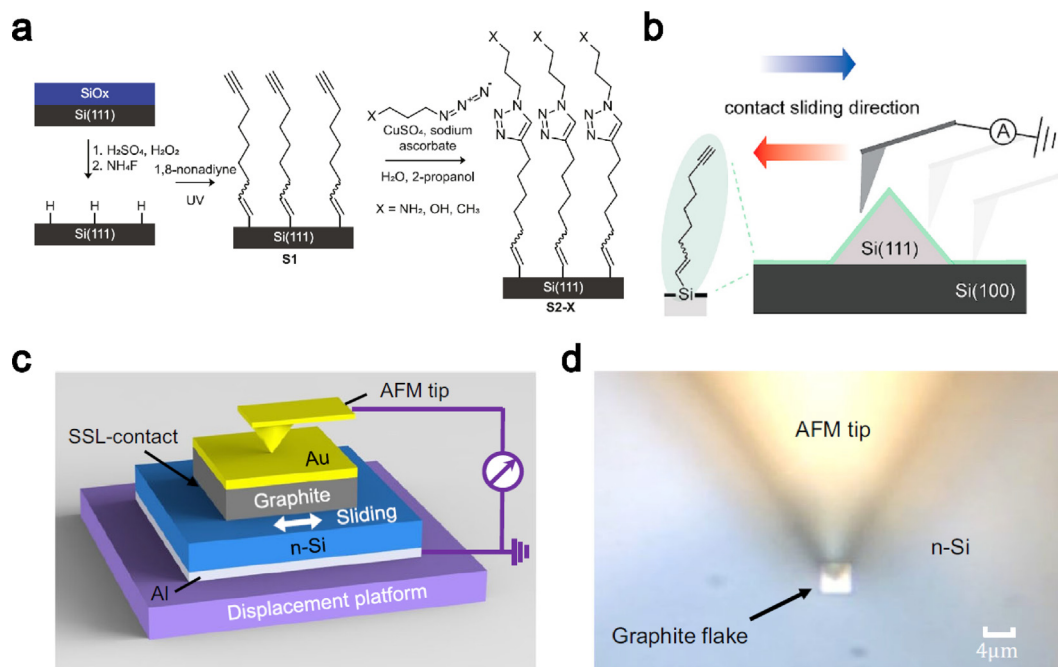 a
SiOx
Si(111)
1. H₂SO₄, H₂O₂
2. NH₄F
H H H
Si(111)
1,8-nonadiyne
UV
Si(111)
S1
X
N=N⁺=N⁻
CuSO₄, sodium
ascorbate
H₂O, 2-propanol
X = NH₂, OH, CH₃
X X X
N N N
N=N N=N N=N
Si(111)
S2-X
b
contact sliding direction
A
Si
Si(111)
Si(100)
c
AFM tip
SSL-contact
Au
Graphite
Sliding
n-Si
Al
Displacement platform
d
AFM tip
n-Si
Graphite flake
4μm